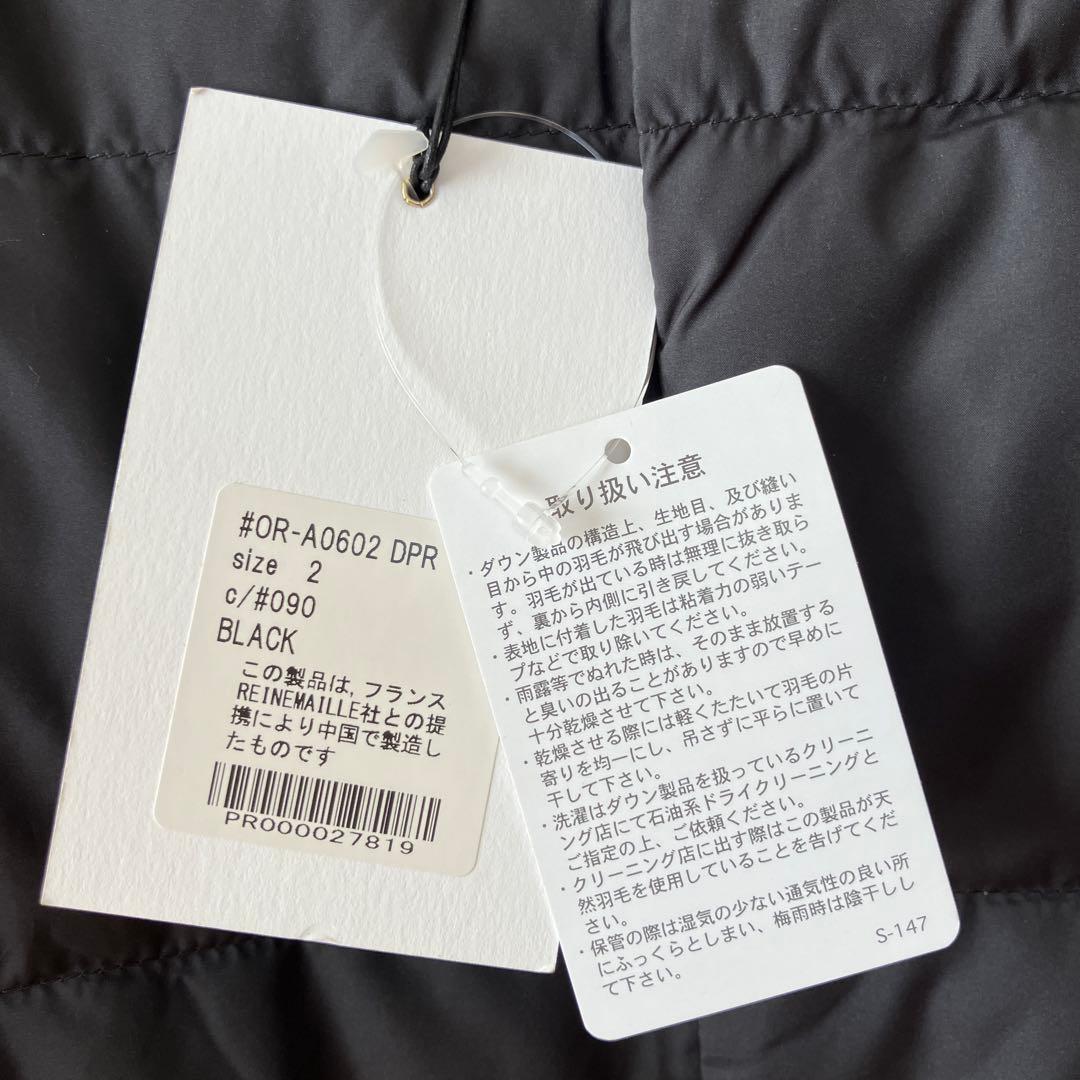 #OR-A0602 DPR
size 2
c/#090
BLACK
この製品は,フランス
REINEMAILLE社との提
携により中国で製造し
たものです
PR000027819
取り扱い注意
・ダウン製品の構造上、生地目、及び縫い
目から中の羽毛が飛び出す場合がありま
す。羽毛が出ている時は無理に抜き取ら
ず、裏から内側に引き戻してください。
・表地に付着した羽毛は粘着力の弱いテー
プなどで取り除いてください。
・雨露等でぬれた時は、そのまま放置する
と臭いの出ることがありますので早めに
十分乾燥させて下さい。
・乾燥させる際には軽くたたいて羽毛の片
寄りを均一にし、吊さずに平らに置いて
干して下さい。
・洗濯はダウン製品を扱っているクリーニ
ング店にて石油系ドライクリーニングと
ご指定の上、ご依頼ください。
・クリーニング店に出す際はこの製品が天
然羽毛を使用していることを告げてくだ
さい。
・保管の際は湿気の少ない通気性の良い所
にふっくらとしまい、梅雨時は陰干しし
て下さい。
S-147